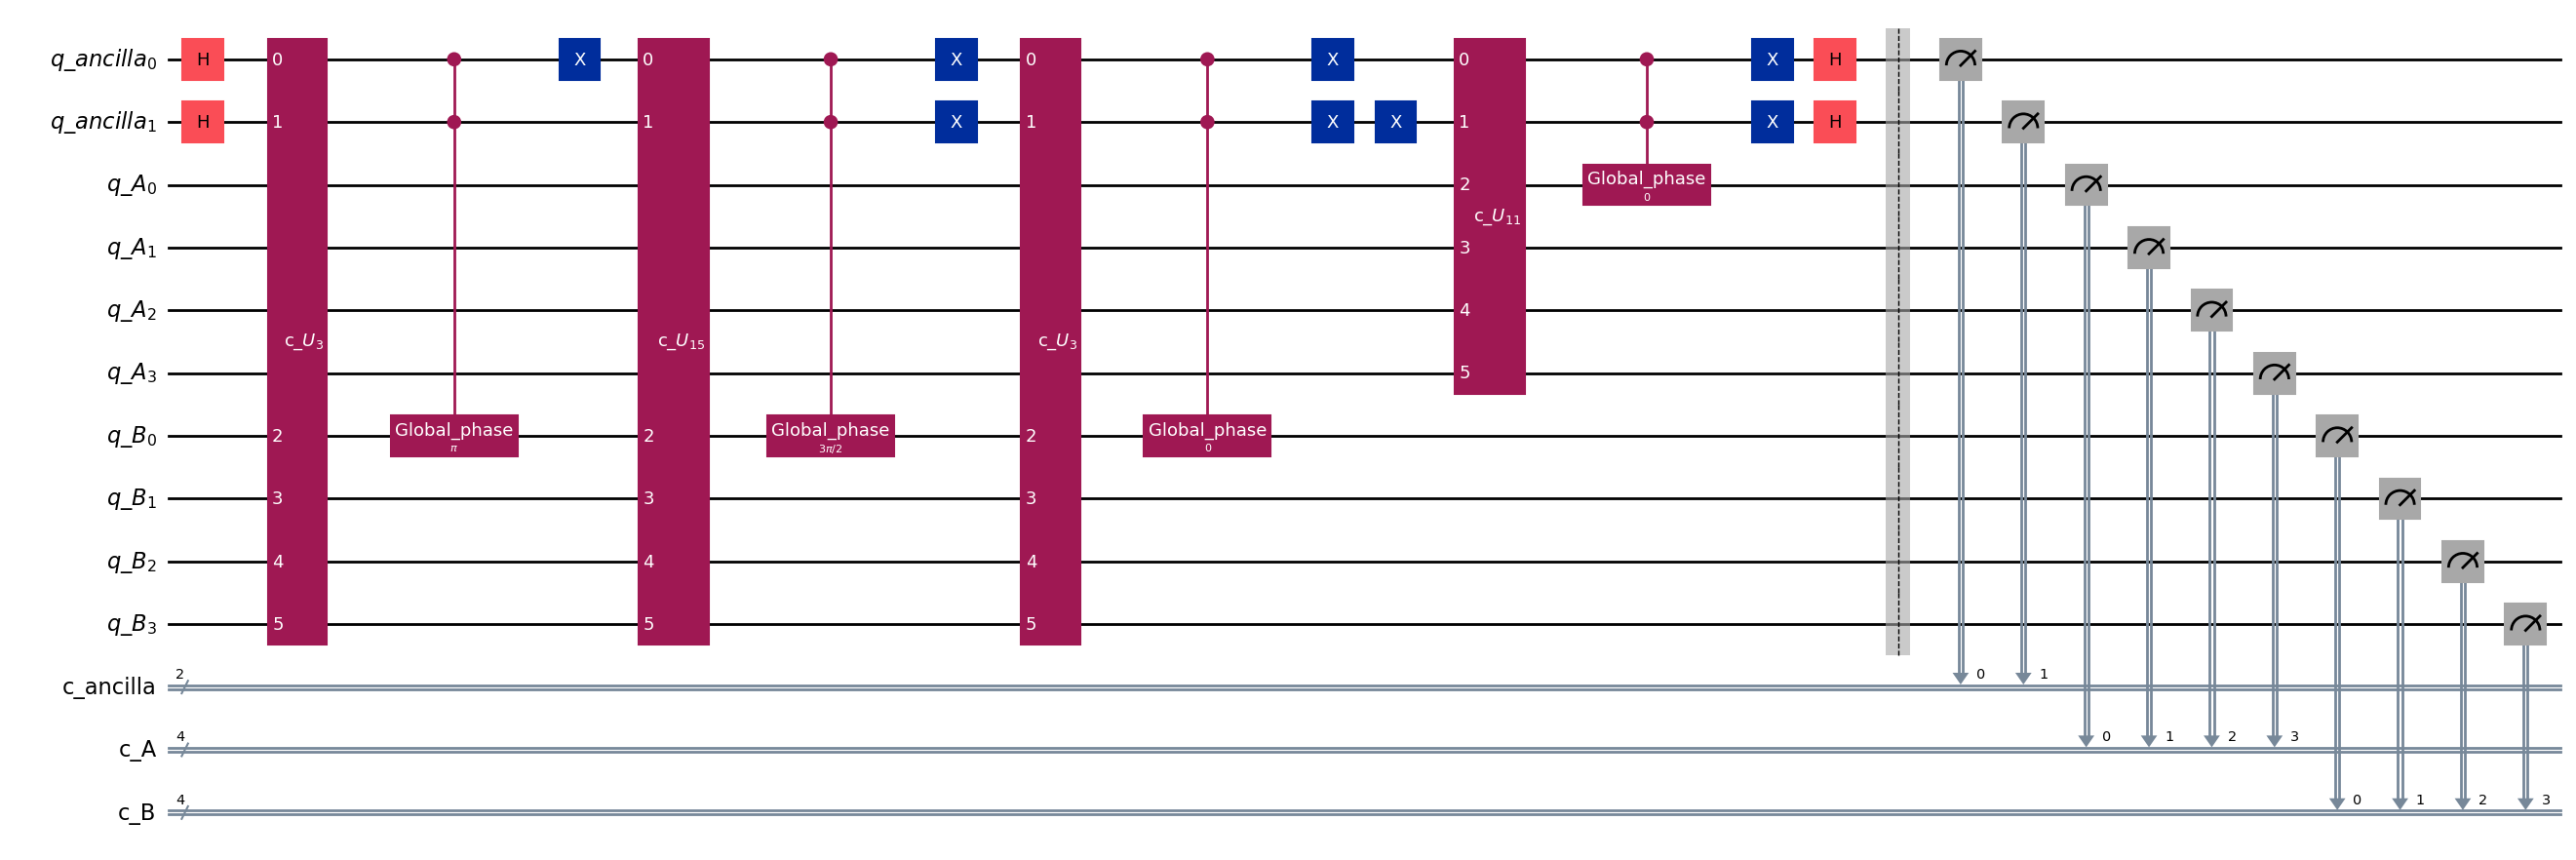 q_ancilla₀ H 0 X 0 X 0 X 0 X H
q_ancilla₁ H 1 1 X 1 X X 1 X H
q_A₀ 2 Global_phase
0
c_U₁₁
q_A₁ 3
q_A₂ 4
c_U₃ c_U₁₅ c_U₃
q_A₃ 5
q_B₀ 2 Global_phase 2 Global_phase 2 Global_phase
π 3π/2 0
q_B₁ 3 3 3
q_B₂ 4 4 4
q_B₃ 5 5 5
c_ancilla 2 0 1
c_A 4 0 1 2 3
c_B 4 0 1 2 3